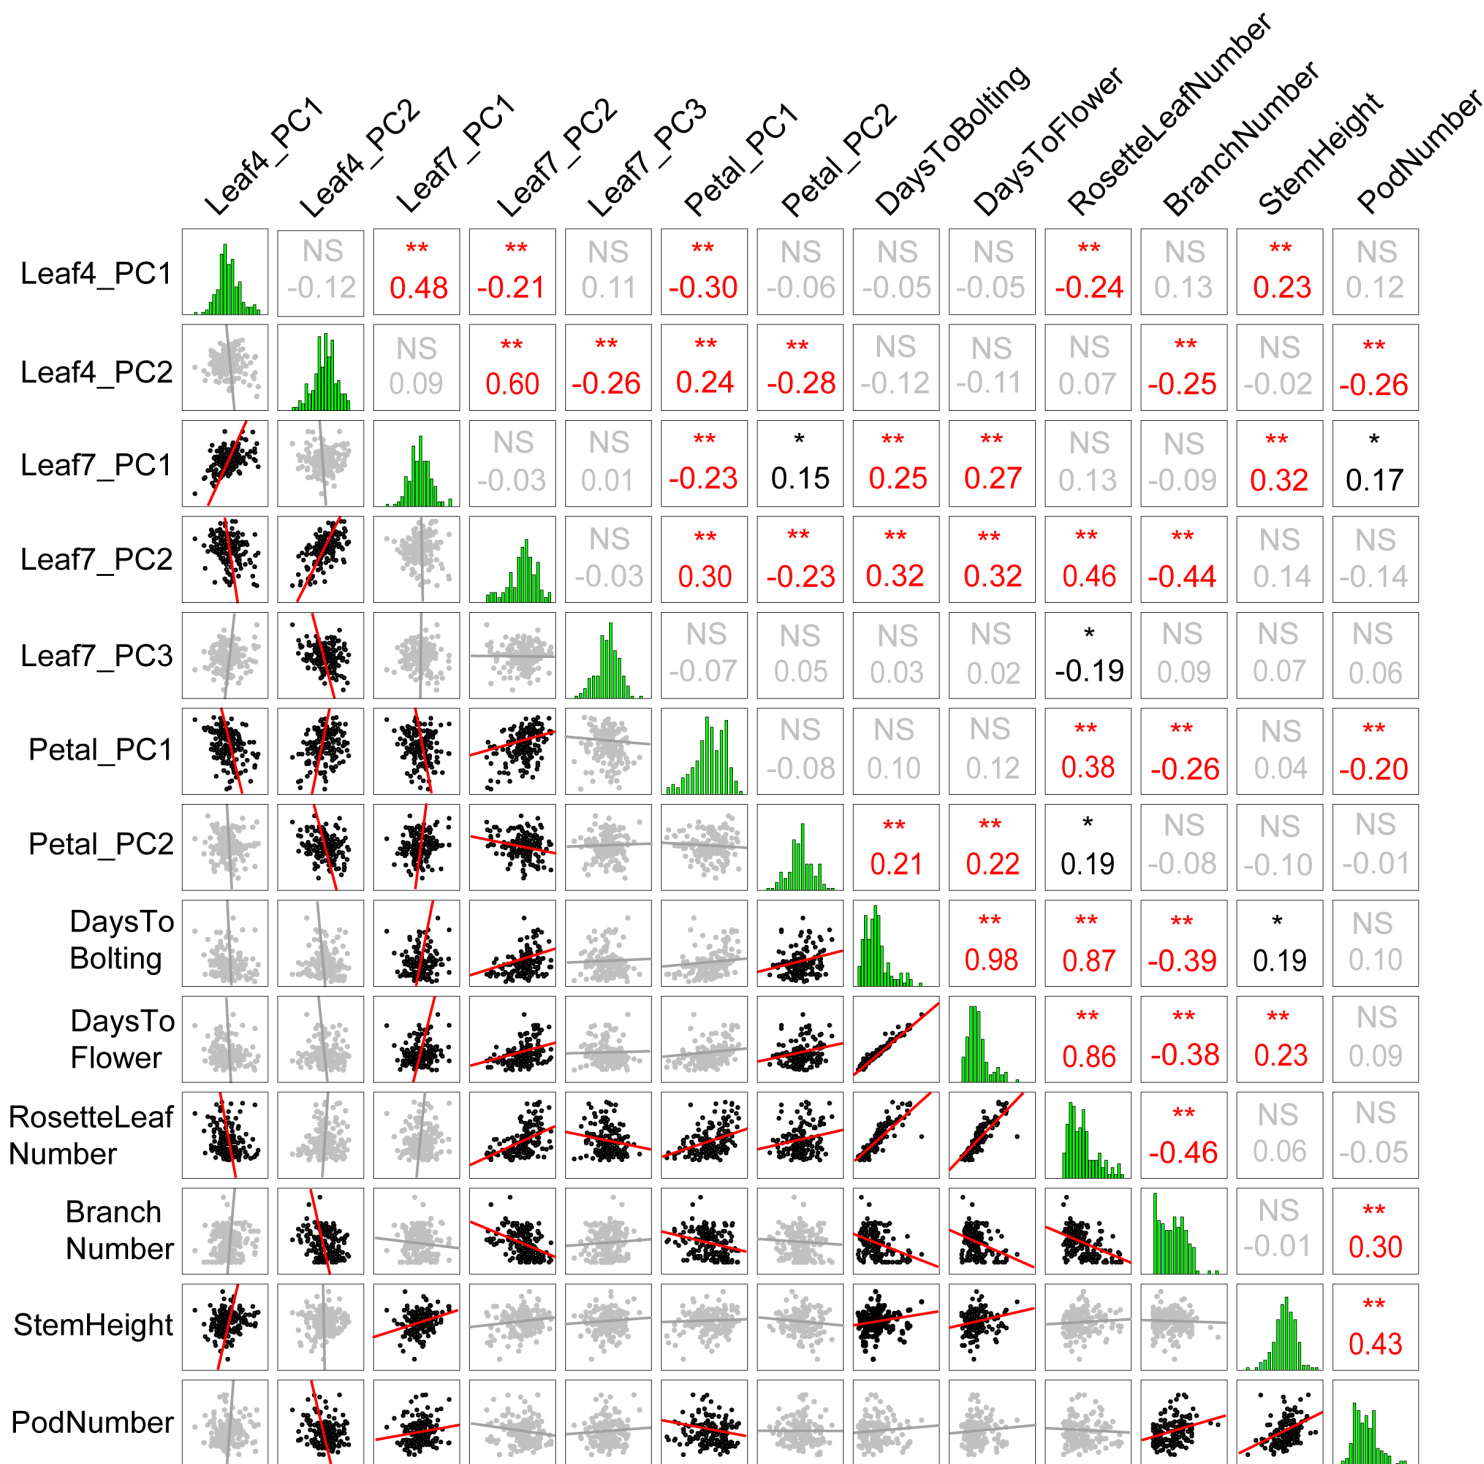 Leaf4_PC1
Leaf4_PC2
Leaf7_PC1
Leaf7_PC2
Leaf7_PC3
Petal_PC1
Petal_PC2
DaysToBolting
DaysToFlower
RosetteLeafNumber
BranchNumber
StemHeight
PodNumber
NS ** ** NS ** NS NS NS ** NS ** NS
Leaf4_PC1 -0.12 0.48 -0.21 0.11 -0.30 -0.06 -0.05 -0.05 -0.24 0.13 0.23 0.12
NS ** ** ** ** NS NS NS ** NS **
Leaf4_PC2 0.09 0.60 -0.26 0.24 -0.28 -0.12 -0.11 0.07 -0.25 -0.02 -0.26
NS NS ** * ** ** NS NS ** *
Leaf7_PC1 -0.03 0.01 -0.23 0.15 0.25 0.27 0.13 -0.09 0.32 0.17
NS ** ** ** ** ** ** NS NS
Leaf7_PC2 -0.03 0.30 -0.23 0.32 0.32 0.46 -0.44 0.14 -0.14
NS NS NS NS * NS NS NS
Leaf7_PC3 -0.07 0.05 0.03 0.02 -0.19 0.09 0.07 0.06
NS NS NS ** ** NS **
Petal_PC1 -0.08 0.10 0.12 0.38 -0.26 0.04 -0.20
** ** * NS NS NS
Petal_PC2 0.21 0.22 0.19 -0.08 -0.10 -0.01
DaysTo ** ** ** * NS
Bolting 0.98 0.87 -0.39 0.19 0.10
DaysTo ** ** ** NS
Flower 0.86 -0.38 0.23 0.09
RosetteLeaf ** NS NS
Number -0.46 0.06 -0.05
Branch NS **
Number -0.01 0.30
StemHeight **
0.43
PodNumber